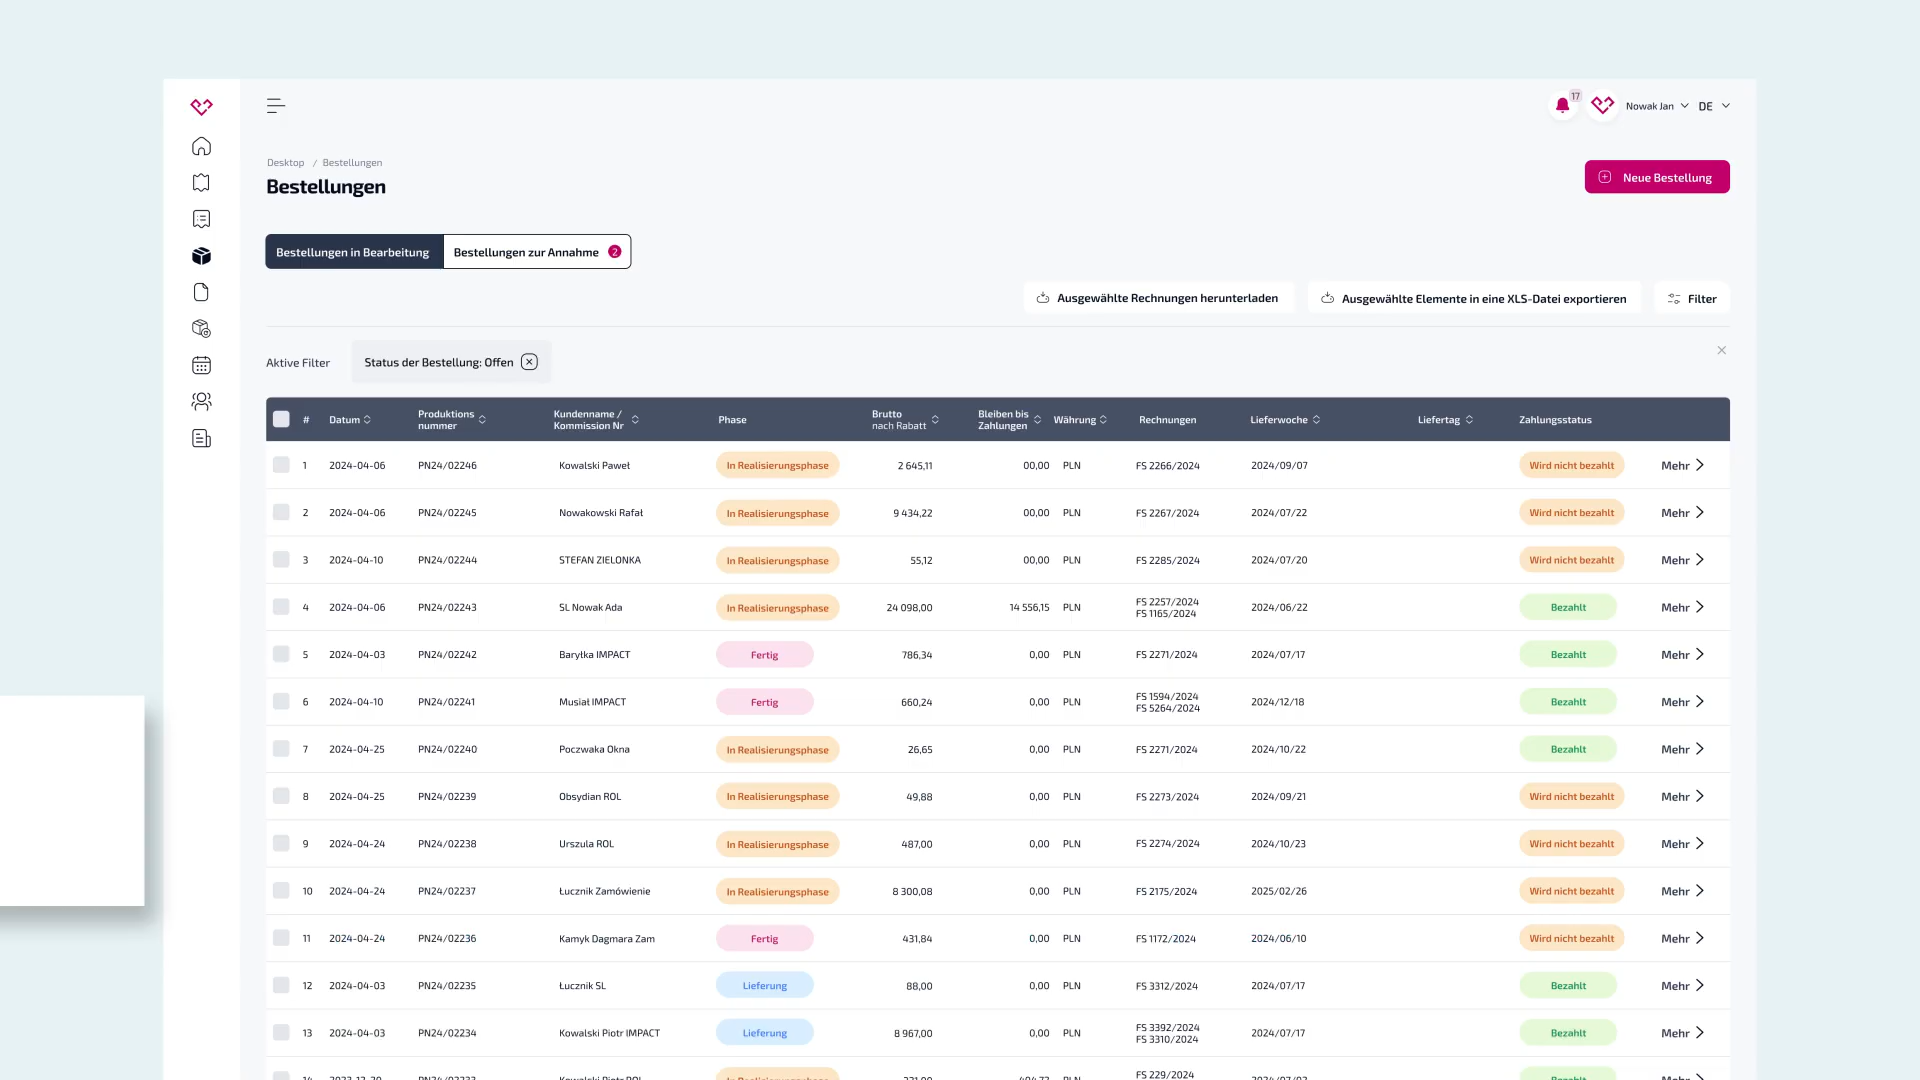 17
Nowak Jan
DE
Desktop / Bestellungen
Bestellungen
Neue Bestellung
Bestellungen in Bearbeitung
Bestellungen zur Annahme 2
Ausgewählte Rechnungen herunterladen
Ausgewählte Elemente in eine XLS-Datei exportieren
Filter
Aktive Filter
Status der Bestellung: Offen
# Datum Produktions nummer Kundenname / Kommission Nr Phase Brutto nach Rabatt Bleiben bis Zahlungen Währung Rechnungen Lieferwoche Liefertag Zahlungsstatus
1 2024-04-06 PN24/02246 Kowalski Paweł In Realisierungsphase 2 645,11 00,00 PLN FS 2266/2024 2024/09/07 Wird nicht bezahlt Mehr
2 2024-04-06 PN24/02245 Nowakowski Rafał In Realisierungsphase 9 434,22 00,00 PLN FS 2267/2024 2024/07/22 Wird nicht bezahlt Mehr
3 2024-04-10 PN24/02244 STEFAN ZIELONKA In Realisierungsphase 55,12 00,00 PLN FS 2285/2024 2024/07/20 Wird nicht bezahlt Mehr
4 2024-04-06 PN24/02243 SL Nowak Ada In Realisierungsphase 24 098,00 14 556,15 PLN FS 2257/2024 FS 1165/2024 2024/06/22 Bezahlt Mehr
5 2024-04-03 PN24/02242 Baryłka IMPACT Fertig 786,34 0,00 PLN FS 2271/2024 2024/07/17 Bezahlt Mehr
6 2024-04-10 PN24/02241 Musiał IMPACT Fertig 660,24 0,00 PLN FS 1594/2024 FS 5264/2024 2024/12/18 Bezahlt Mehr
7 2024-04-25 PN24/02240 Poczwaka Okna In Realisierungsphase 26,65 0,00 PLN FS 2271/2024 2024/10/22 Bezahlt Mehr
8 2024-04-25 PN24/02239 Obsydian ROL In Realisierungsphase 49,88 0,00 PLN FS 2273/2024 2024/09/21 Wird nicht bezahlt Mehr
9 2024-04-24 PN24/02238 Urszula ROL In Realisierungsphase 487,00 0,00 PLN FS 2274/2024 2024/10/23 Wird nicht bezahlt Mehr
10 2024-04-24 PN24/02237 Łucznik Zamówienie In Realisierungsphase 8 300,08 0,00 PLN FS 2175/2024 2025/02/26 Wird nicht bezahlt Mehr
11 2024-04-24 PN24/02236 Kamyk Dagmara Zam Fertig 431,84 0,00 PLN FS 1172/2024 2024/06/10 Wird nicht bezahlt Mehr
12 2024-04-03 PN24/02235 Łucznik SL Lieferung 88,00 0,00 PLN FS 3312/2024 2024/07/17 Bezahlt Mehr
13 2024-04-03 PN24/02234 Kowalski Piotr IMPACT Lieferung 8 967,00 0,00 PLN FS 3392/2024 FS 3310/2024 2024/07/17 Bezahlt Mehr
FS 229/2024